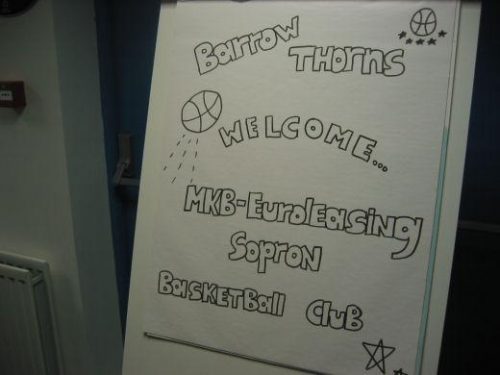 Barrow
Thorns
WELCOME...
MKB-Euroleasing
Sopron
Basketball Club